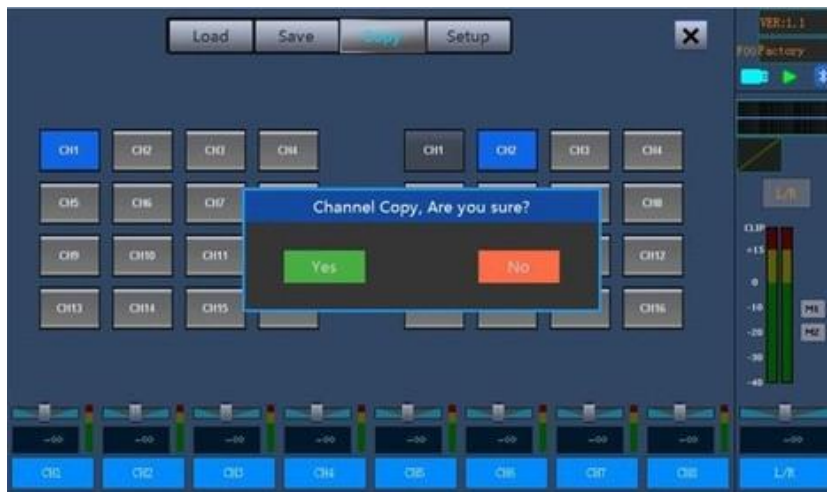 Load Save Copy Setup
VER:1.1
F00Factory
CH1 CH2 CH3 CH4 CH1 CH2 CH3 CH4
CH5 CH6 CH7 CH8
Channel Copy, Are you sure?
CH9 CH10 CH11 CH12
Yes No
CH13 CH14 CH15 CH16
L/R
CLIP
+15
0
-10
M1
-20
M2
-30
-40
-∞ -∞ -∞ -∞ -∞ -∞ -∞ -∞ -∞
CH1 CH2 CH3 CH4 CH5 CH6 CH7 CH8 L/R